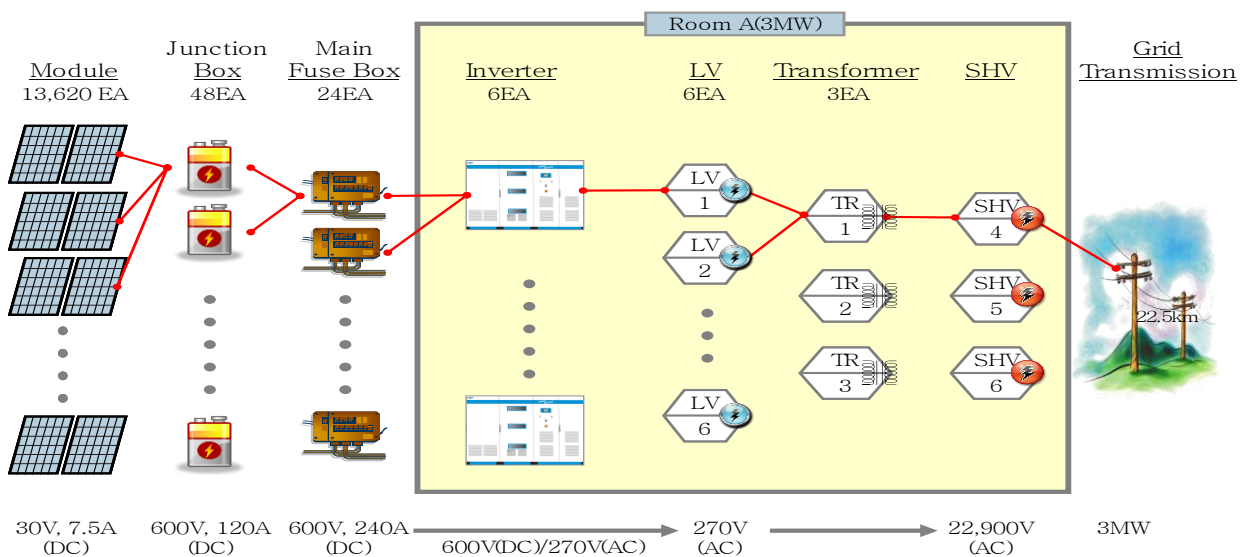 Room A(3MW)
Module
13,620 EA
Junction
Box
48EA
Main
Fuse Box
24EA
Inverter
6EA
LV
6EA
Transformer
3EA
SHV
Grid
Transmission
LV
1
LV
2
LV
6
TR
1
TR
2
TR
3
SHV
4
SHV
5
SHV
6
22.5km
30V, 7.5A
(DC)
600V, 120A
(DC)
600V, 240A
(DC)
600V(DC)/270V(AC)
270V
(AC)
22,900V
(AC)
3MW